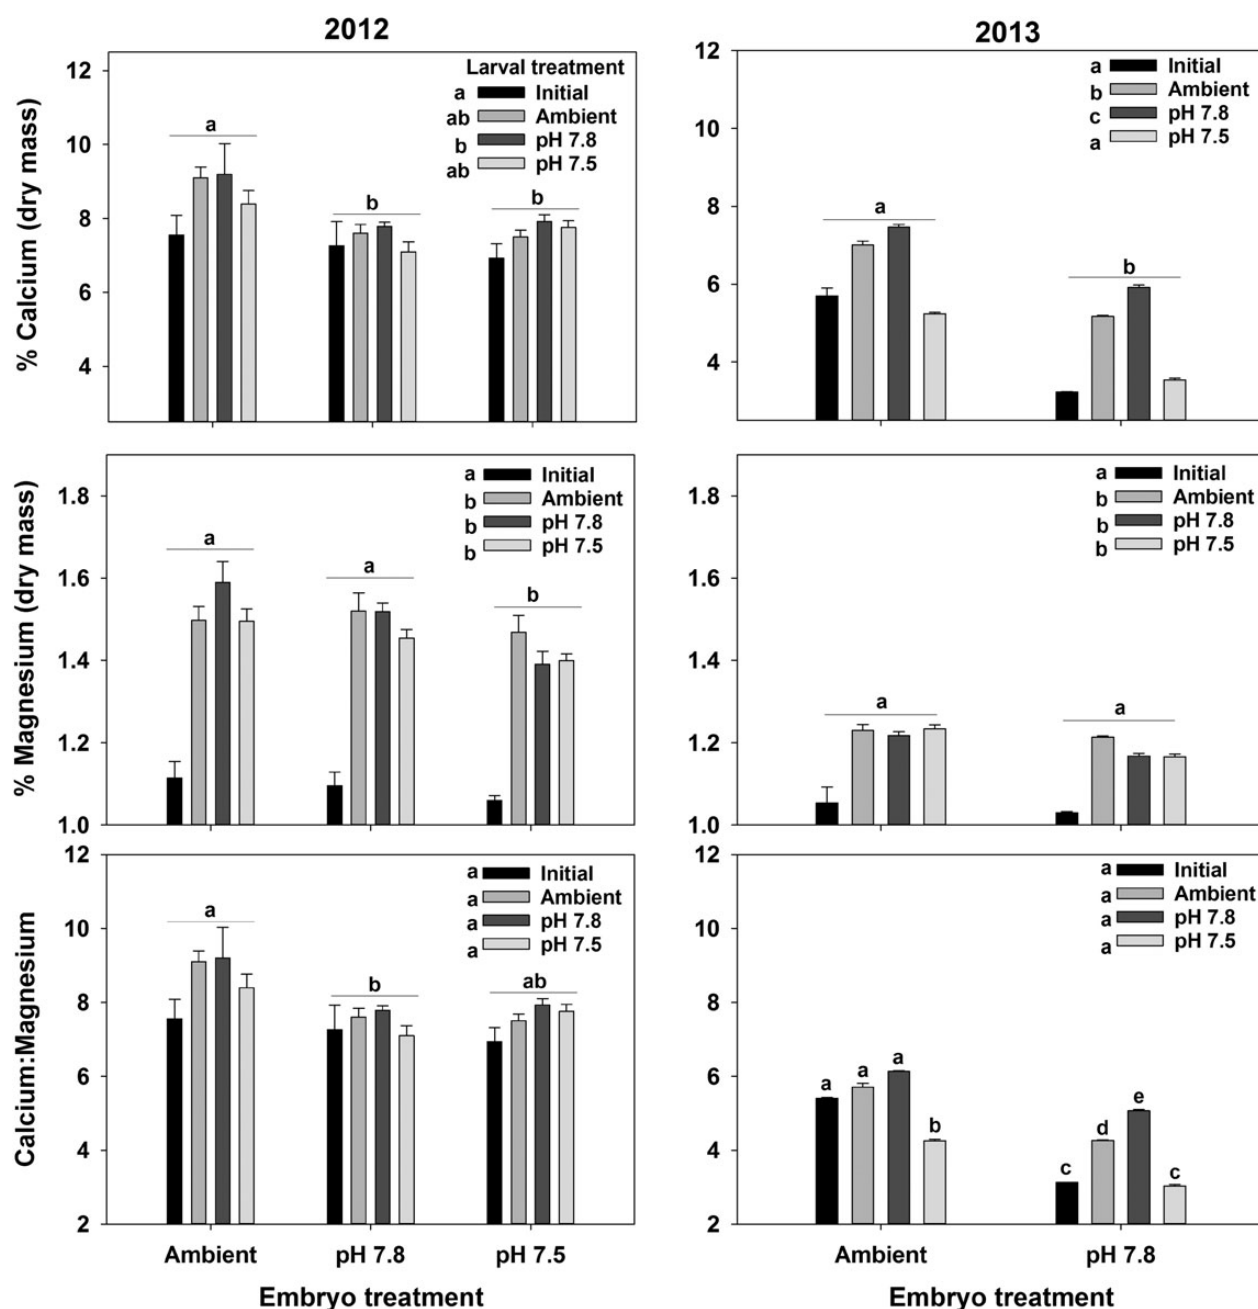 2012
2013
% Calcium (dry mass)
12
10
8
6
4
Larval treatment
a Initial
ab Ambient
b pH 7.8
ab pH 7.5
a
b
b
12
10
8
6
4
a Initial
b Ambient
c pH 7.8
a pH 7.5
a
b
% Magnesium (dry mass)
1.8
1.6
1.4
1.2
1.0
a Initial
b Ambient
b pH 7.8
b pH 7.5
a
a
b
1.8
1.6
1.4
1.2
1.0
a Initial
b Ambient
b pH 7.8
b pH 7.5
a
a
Calcium:Magnesium
12
10
8
6
4
2
a Initial
a Ambient
a pH 7.8
a pH 7.5
a
b
ab
Ambient pH 7.8 pH 7.5
Embryo treatment
12
10
8
6
4
2
a Initial
a Ambient
a pH 7.8
a pH 7.5
a a a b
c d e c
Ambient pH 7.8
Embryo treatment